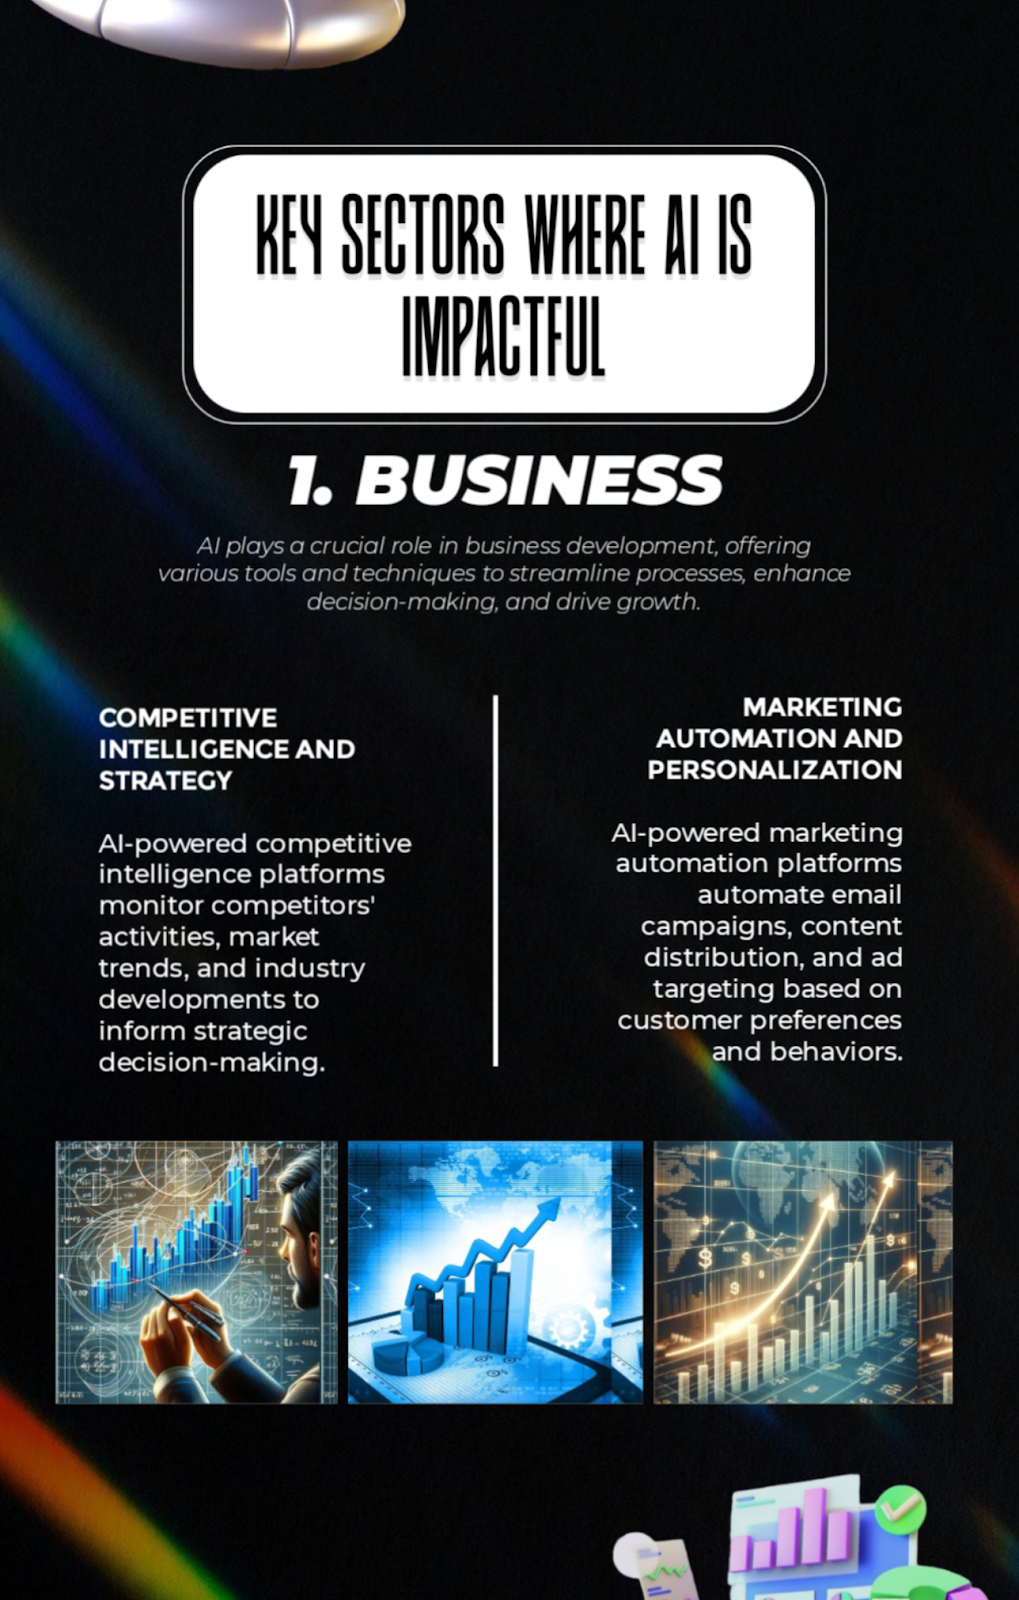 KEY SECTORS WHERE AI IS
IMPACTFUL
1. BUSINESS
AI plays a crucial role in business development, offering
various tools and techniques to streamline processes, enhance
decision-making, and drive growth.
COMPETITIVE
INTELLIGENCE AND
STRATEGY
AI-powered competitive
intelligence platforms
monitor competitors'
activities, market
trends, and industry
developments to
inform strategic
decision-making.
MARKETING
AUTOMATION AND
PERSONALIZATION
AI-powered marketing
automation platforms
automate email
campaigns, content
distribution, and ad
targeting based on
customer preferences
and behaviors.